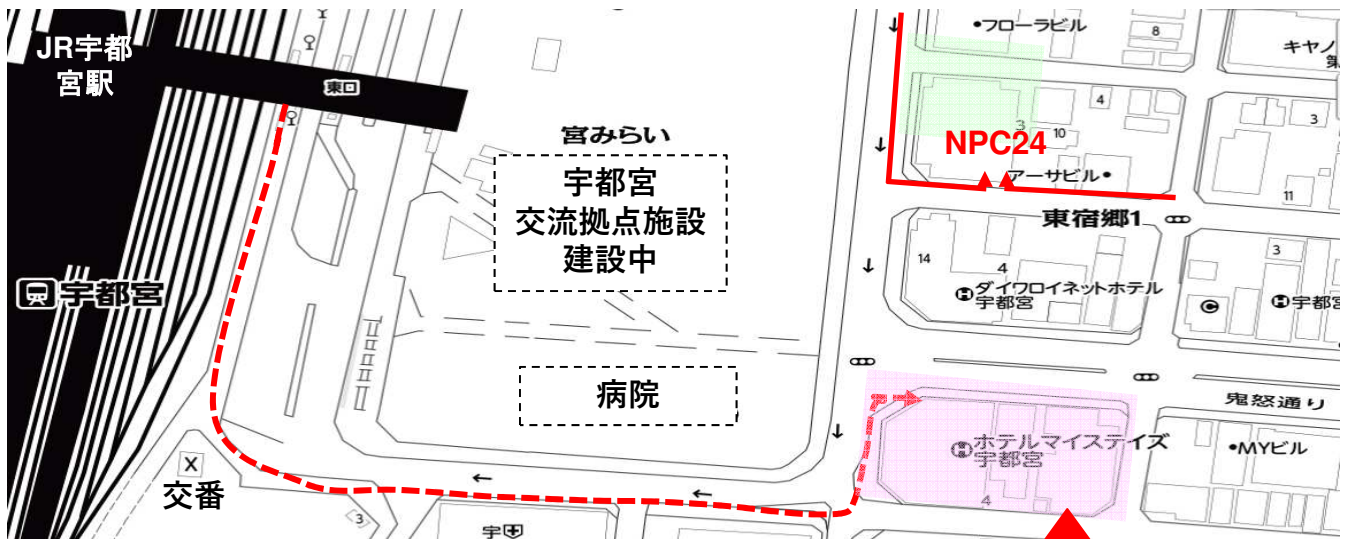 JR宇都
宮駅
東口
宇都宮
宮みらい
宇都宮
交流拠点施設
建設中
病院
X
交番
3
宇
フローラビル
8
キヤノ
第
4
3
10
NPC24
アーサビル
3
11
東宿郷1
14
4
ダイワロイネットホテル
宇都宮
3
C
H宇都宮
鬼怒通り
ホテルマイステイズ
宇都宮
4
MYビル